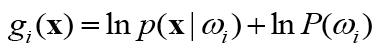 g_i(x) = ln p(x | ω_i) + ln P(ω_i)